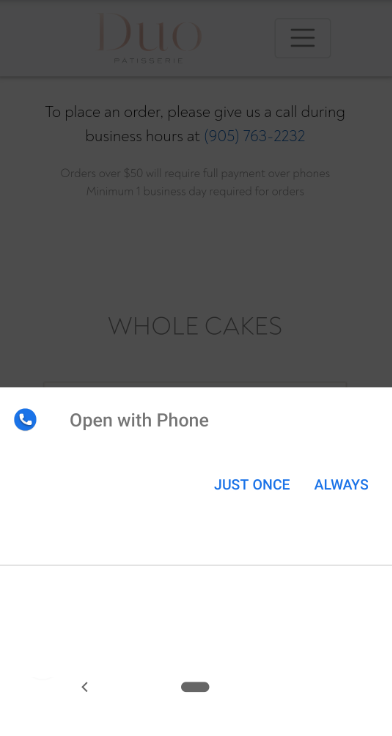 Duo
PATISSERIE
To place an order, please give us a call during
business hours at (905) 763-2232
Orders over $50 will require full payment over phones
Minimum 1 business day required for orders
WHOLE CAKES
Open with Phone
JUST ONCE ALWAYS